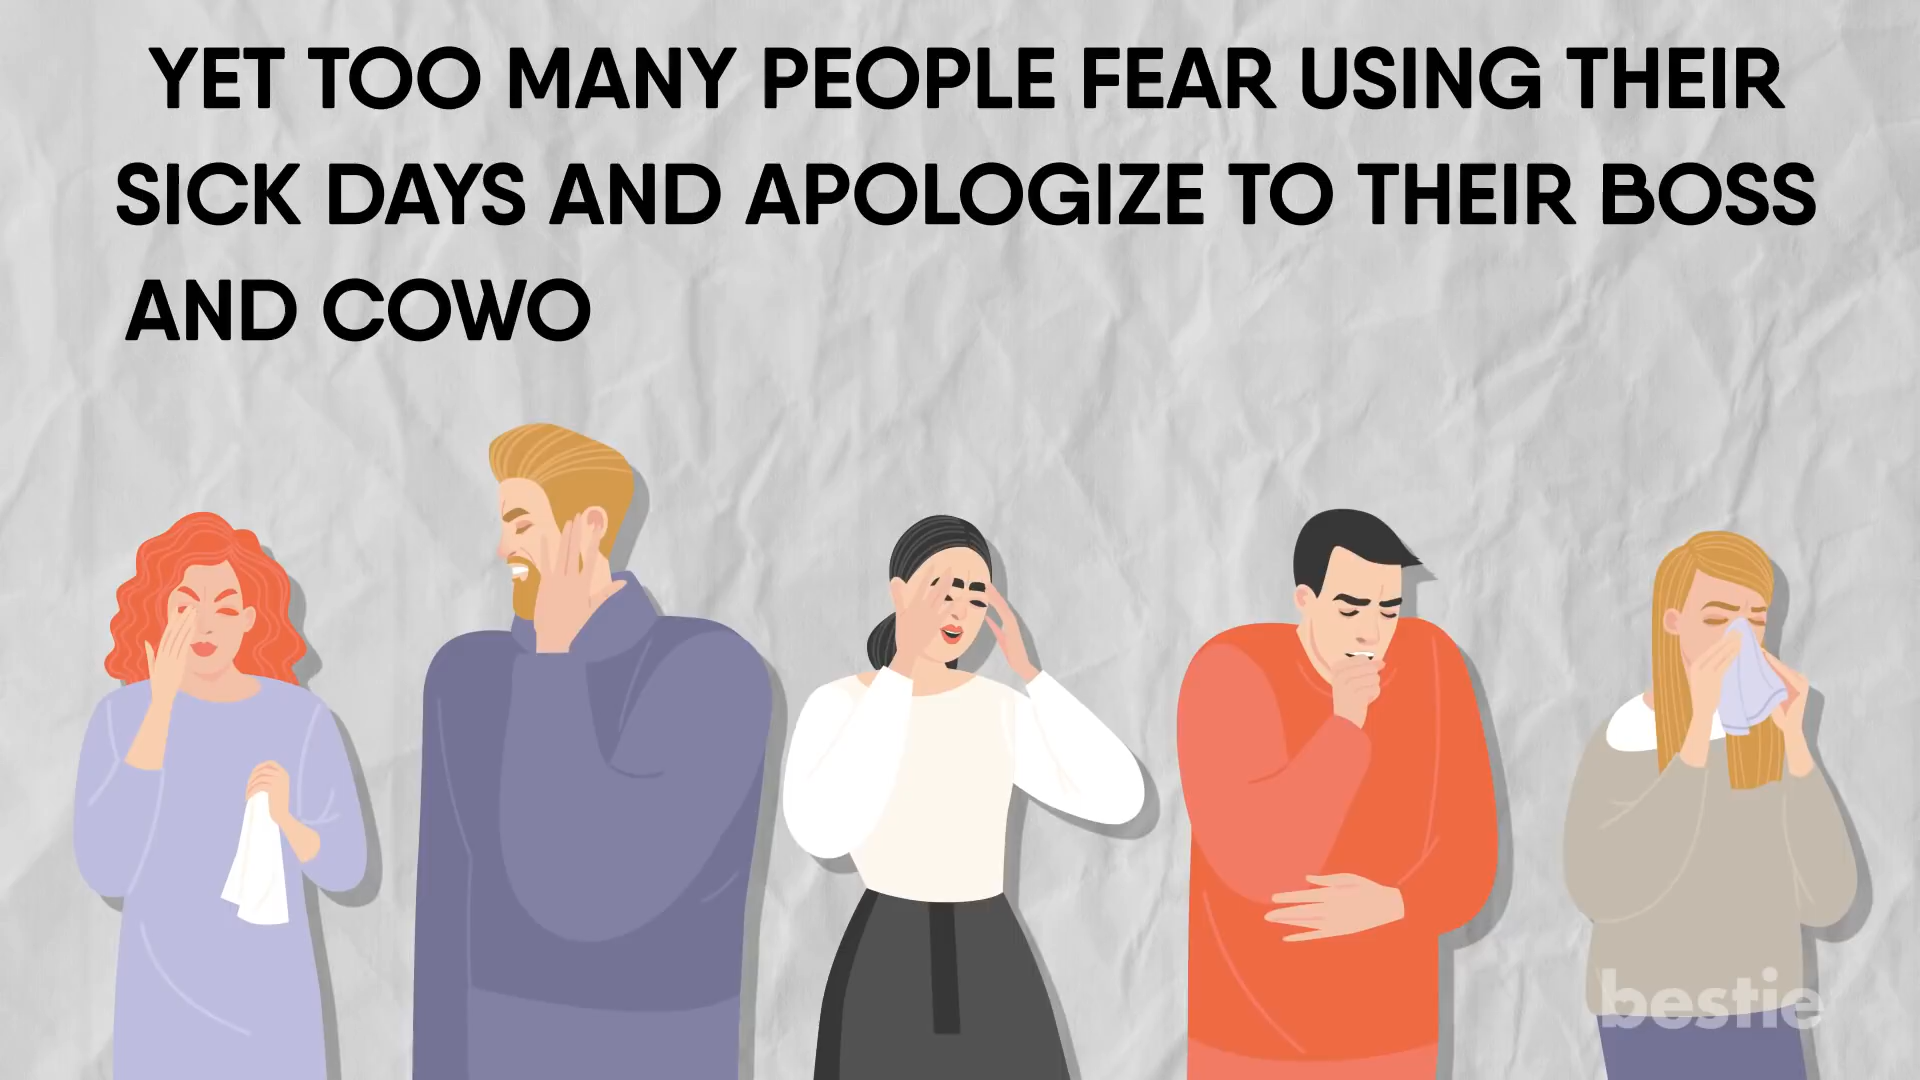 YET TOO MANY PEOPLE FEAR USING THEIR
SICK DAYS AND APOLOGIZE TO THEIR BOSS
AND COWO
bestie